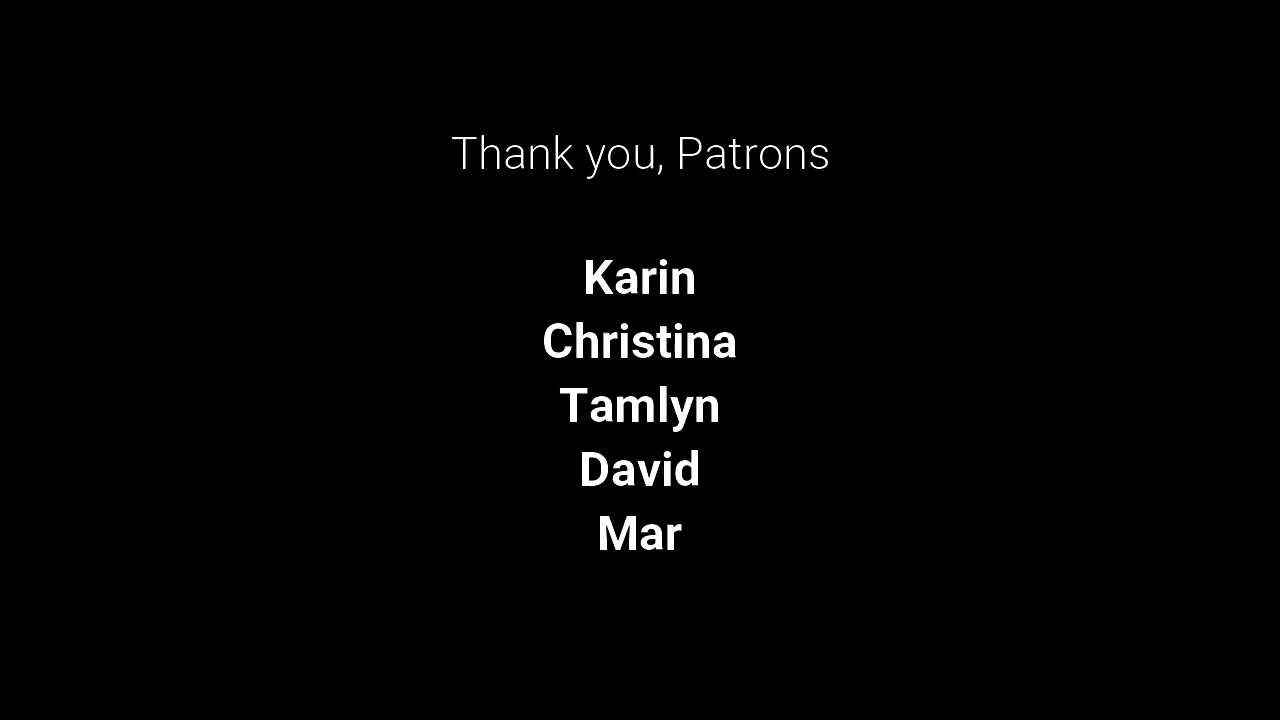 Thank you, Patrons
Karin
Christina
Tamlyn
David
Mar